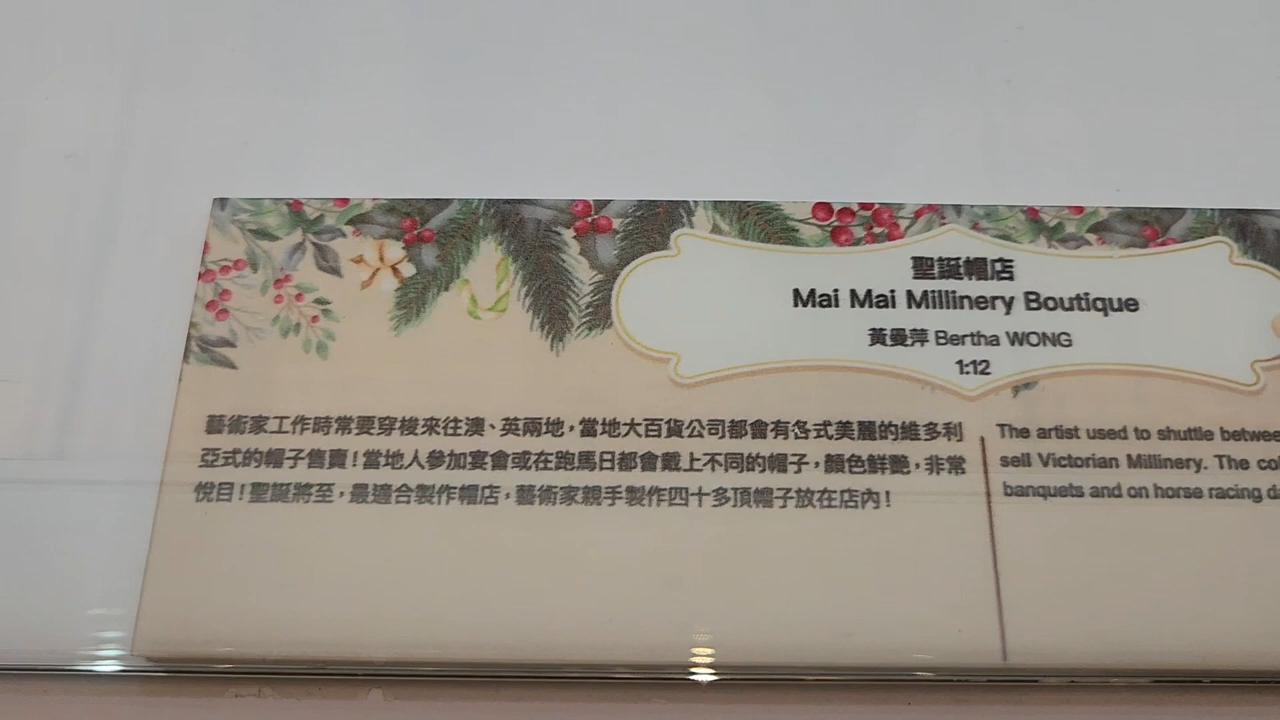 聖誕帽店
Mai Mai Millinery Boutique
黃曼萍 Bertha WONG
1:12
藝術家工作時常要穿梭來往澳、英兩地，當地大百貨公司都會有各式美麗的維多利
亞式的帽子售賣！當地人參加宴會或在跑馬日都會戴上不同的帽子，顏色鮮艷，非常
悅目！聖誕將至，最適合製作帽店，藝術家親手製作四十多頂帽子放在店內！
The artist used to shuttle
sell Victorian Millinery. The
banquets and on horse racing